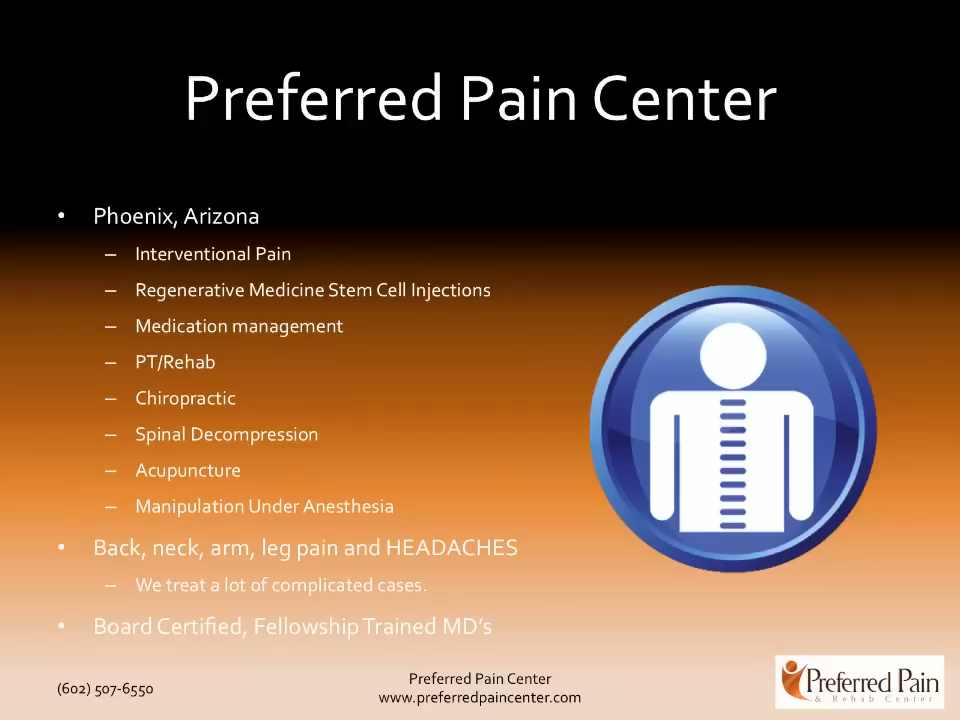 Preferred Pain Center
• Phoenix, Arizona
– Interventional Pain
– Regenerative Medicine Stem Cell Injections
– Medication management
– PT/Rehab
– Chiropractic
– Spinal Decompression
– Acupuncture
– Manipulation Under Anesthesia
• Back, neck, arm, leg pain and HEADACHES
– We treat a lot of complicated cases.
• Board Certified, Fellowship Trained MD’s
(602) 507-6550
Preferred Pain Center
www.preferredpaincenter.com
Preferred Pain
& Rehab Center